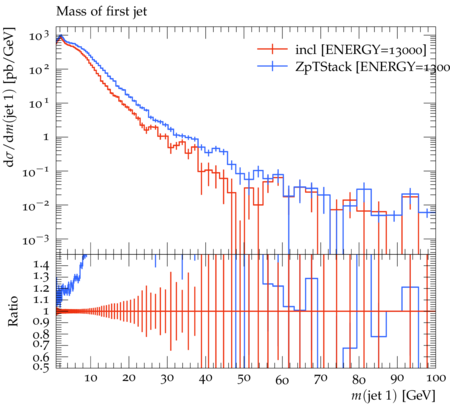 Mass of first jet
dσ/dm(jet 1) [pb/GeV]
incl [ENERGY=13000]
ZpTStack [ENERGY=1300
10³
10²
10¹
1
10⁻¹
10⁻²
10⁻³
Ratio
1.4
1.3
1.2
1.1
1
0.9
0.8
0.7
0.6
0.5
10 20 30 40 50 60 70 80 90 100
m(jet 1) [GeV]